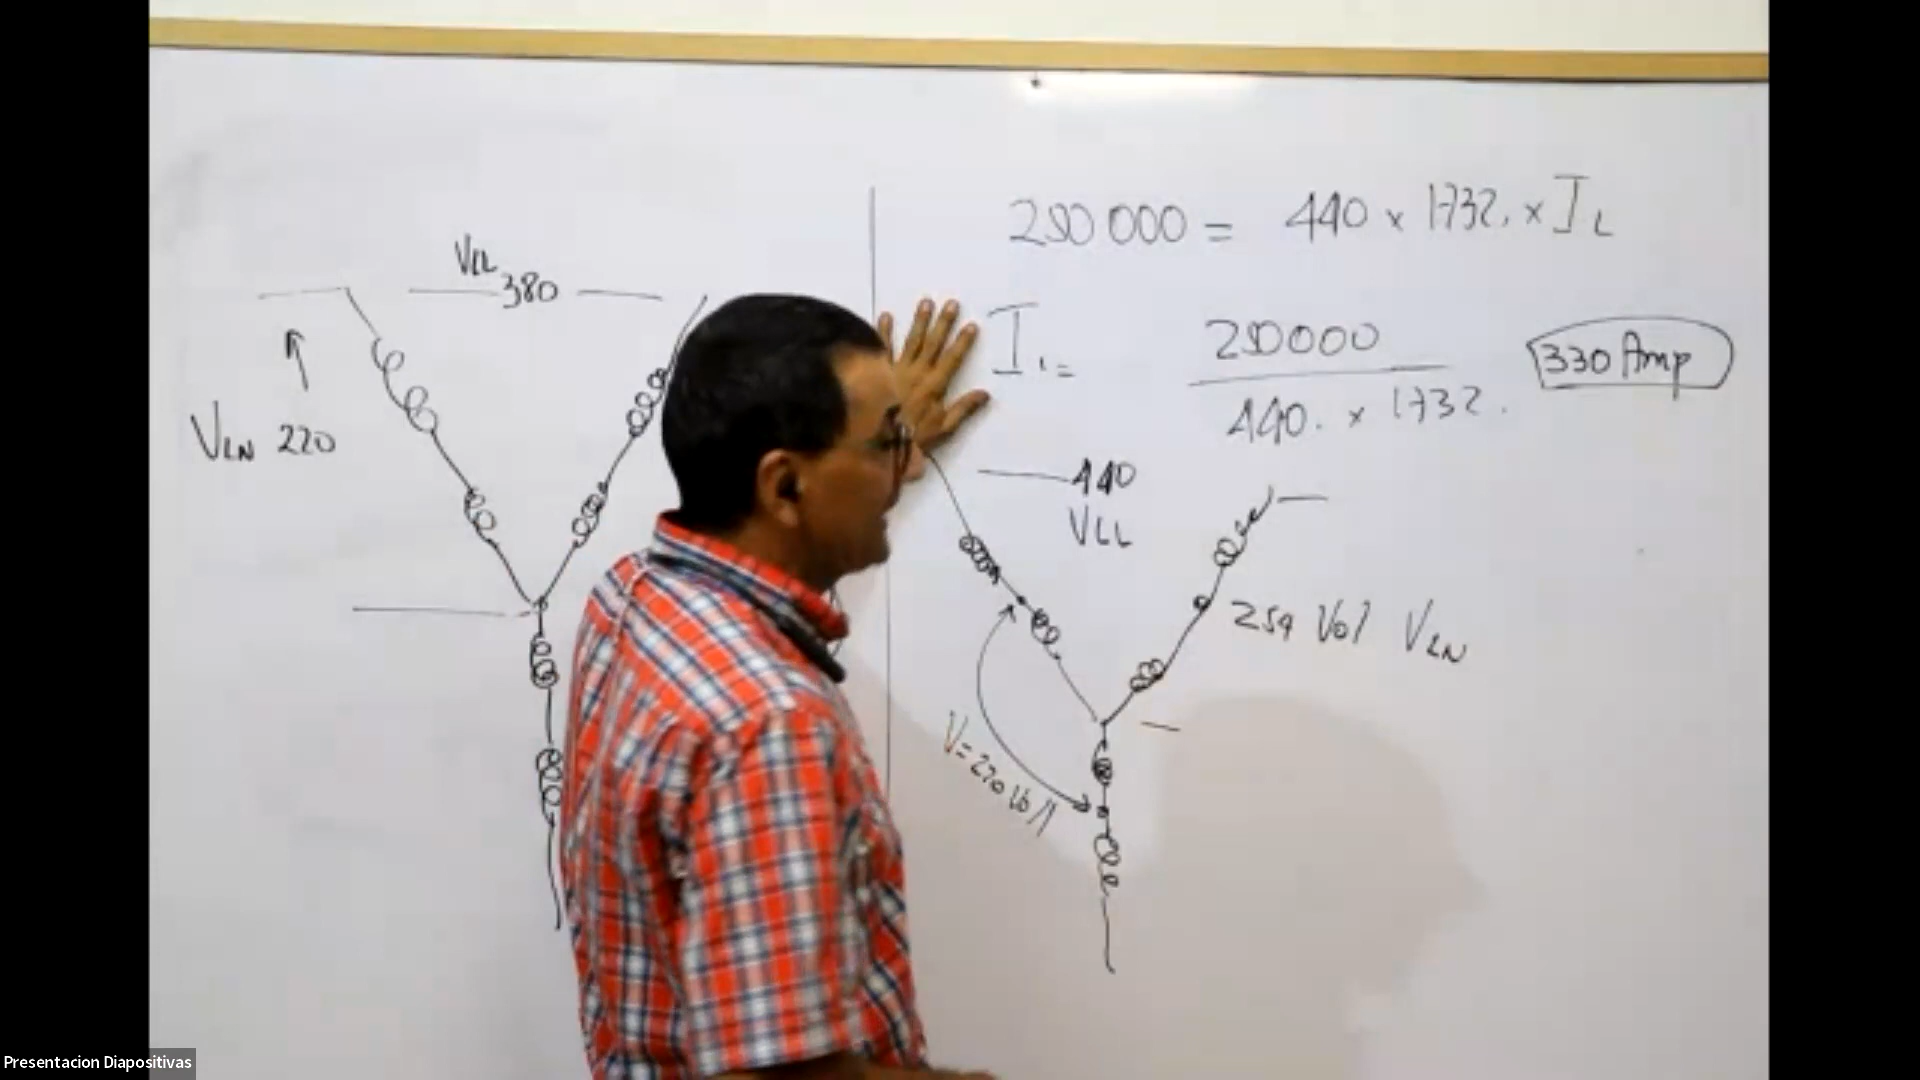 250 000 = 440 x 1732. x IL
VLL
380
IL =
250000
440. x 1732.
330 Amp
VLN 220
440
VLL
254 Vol VLN
V=220 Vol
Presentacion Diapositivas